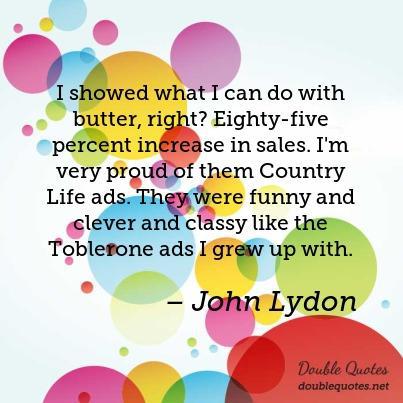 I showed what I can do with
butter, right? Eighty-five
percent increase in sales. I'm
very proud of them Country
Life ads. They were funny and
clever and classy like the
Toblerone ads I grew up with.
– John Lydon
Double Quotes
doublequotes.net